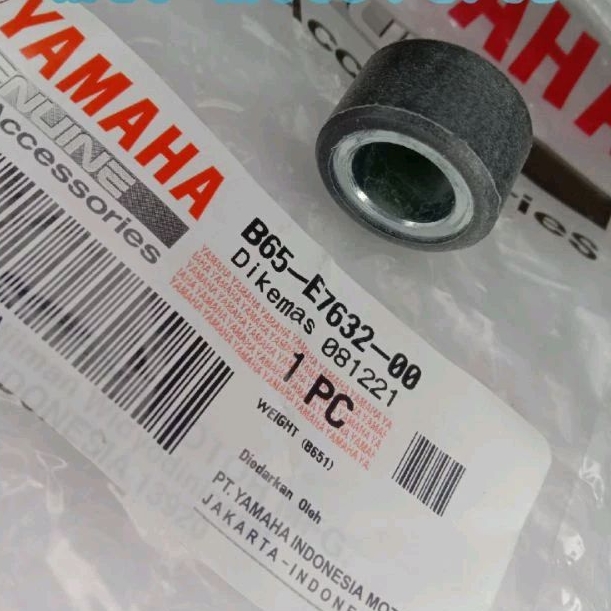 YAMAHA
GENUINE
Accessories
B65-E7632-00
Dikemas 081221
1 PC
WEIGHT (B651)
Diedarkan Oleh
PT.YAMAHA INDONESIA MOT
JAKARTA-INDONE